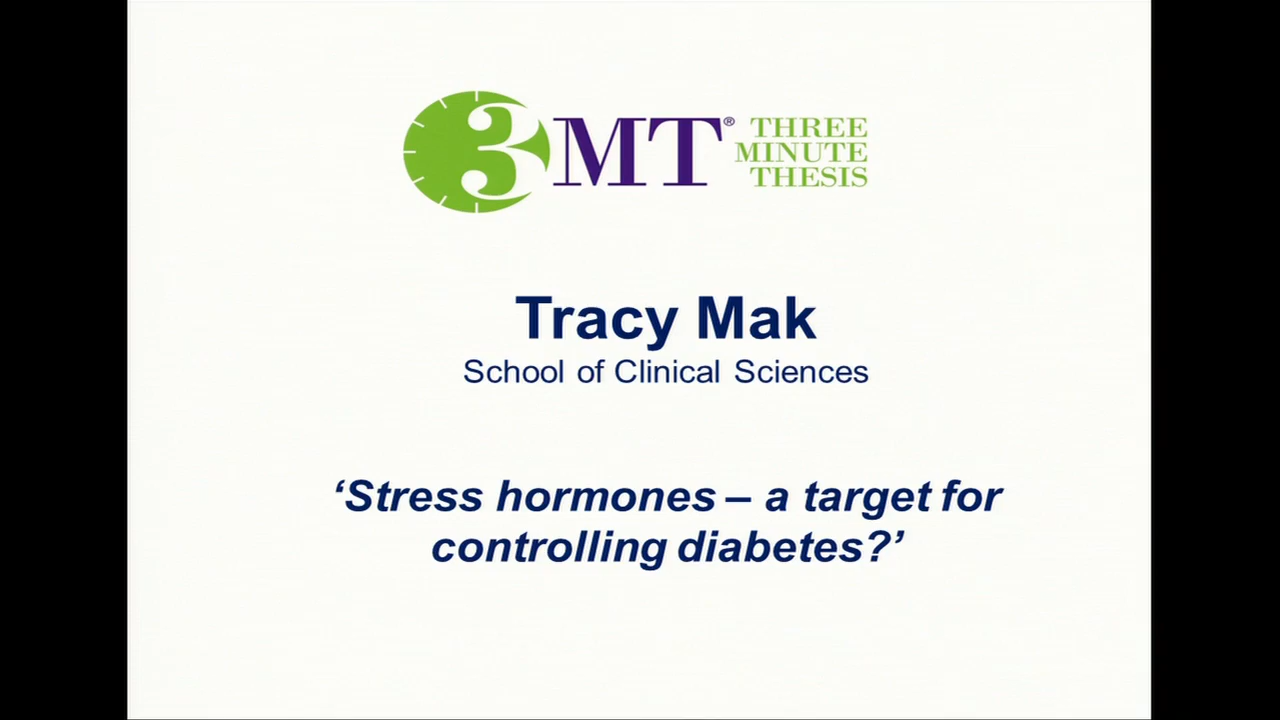 3MT® THREE
MINUTE
THESIS
Tracy Mak
School of Clinical Sciences
‘Stress hormones – a target for
controlling diabetes?’